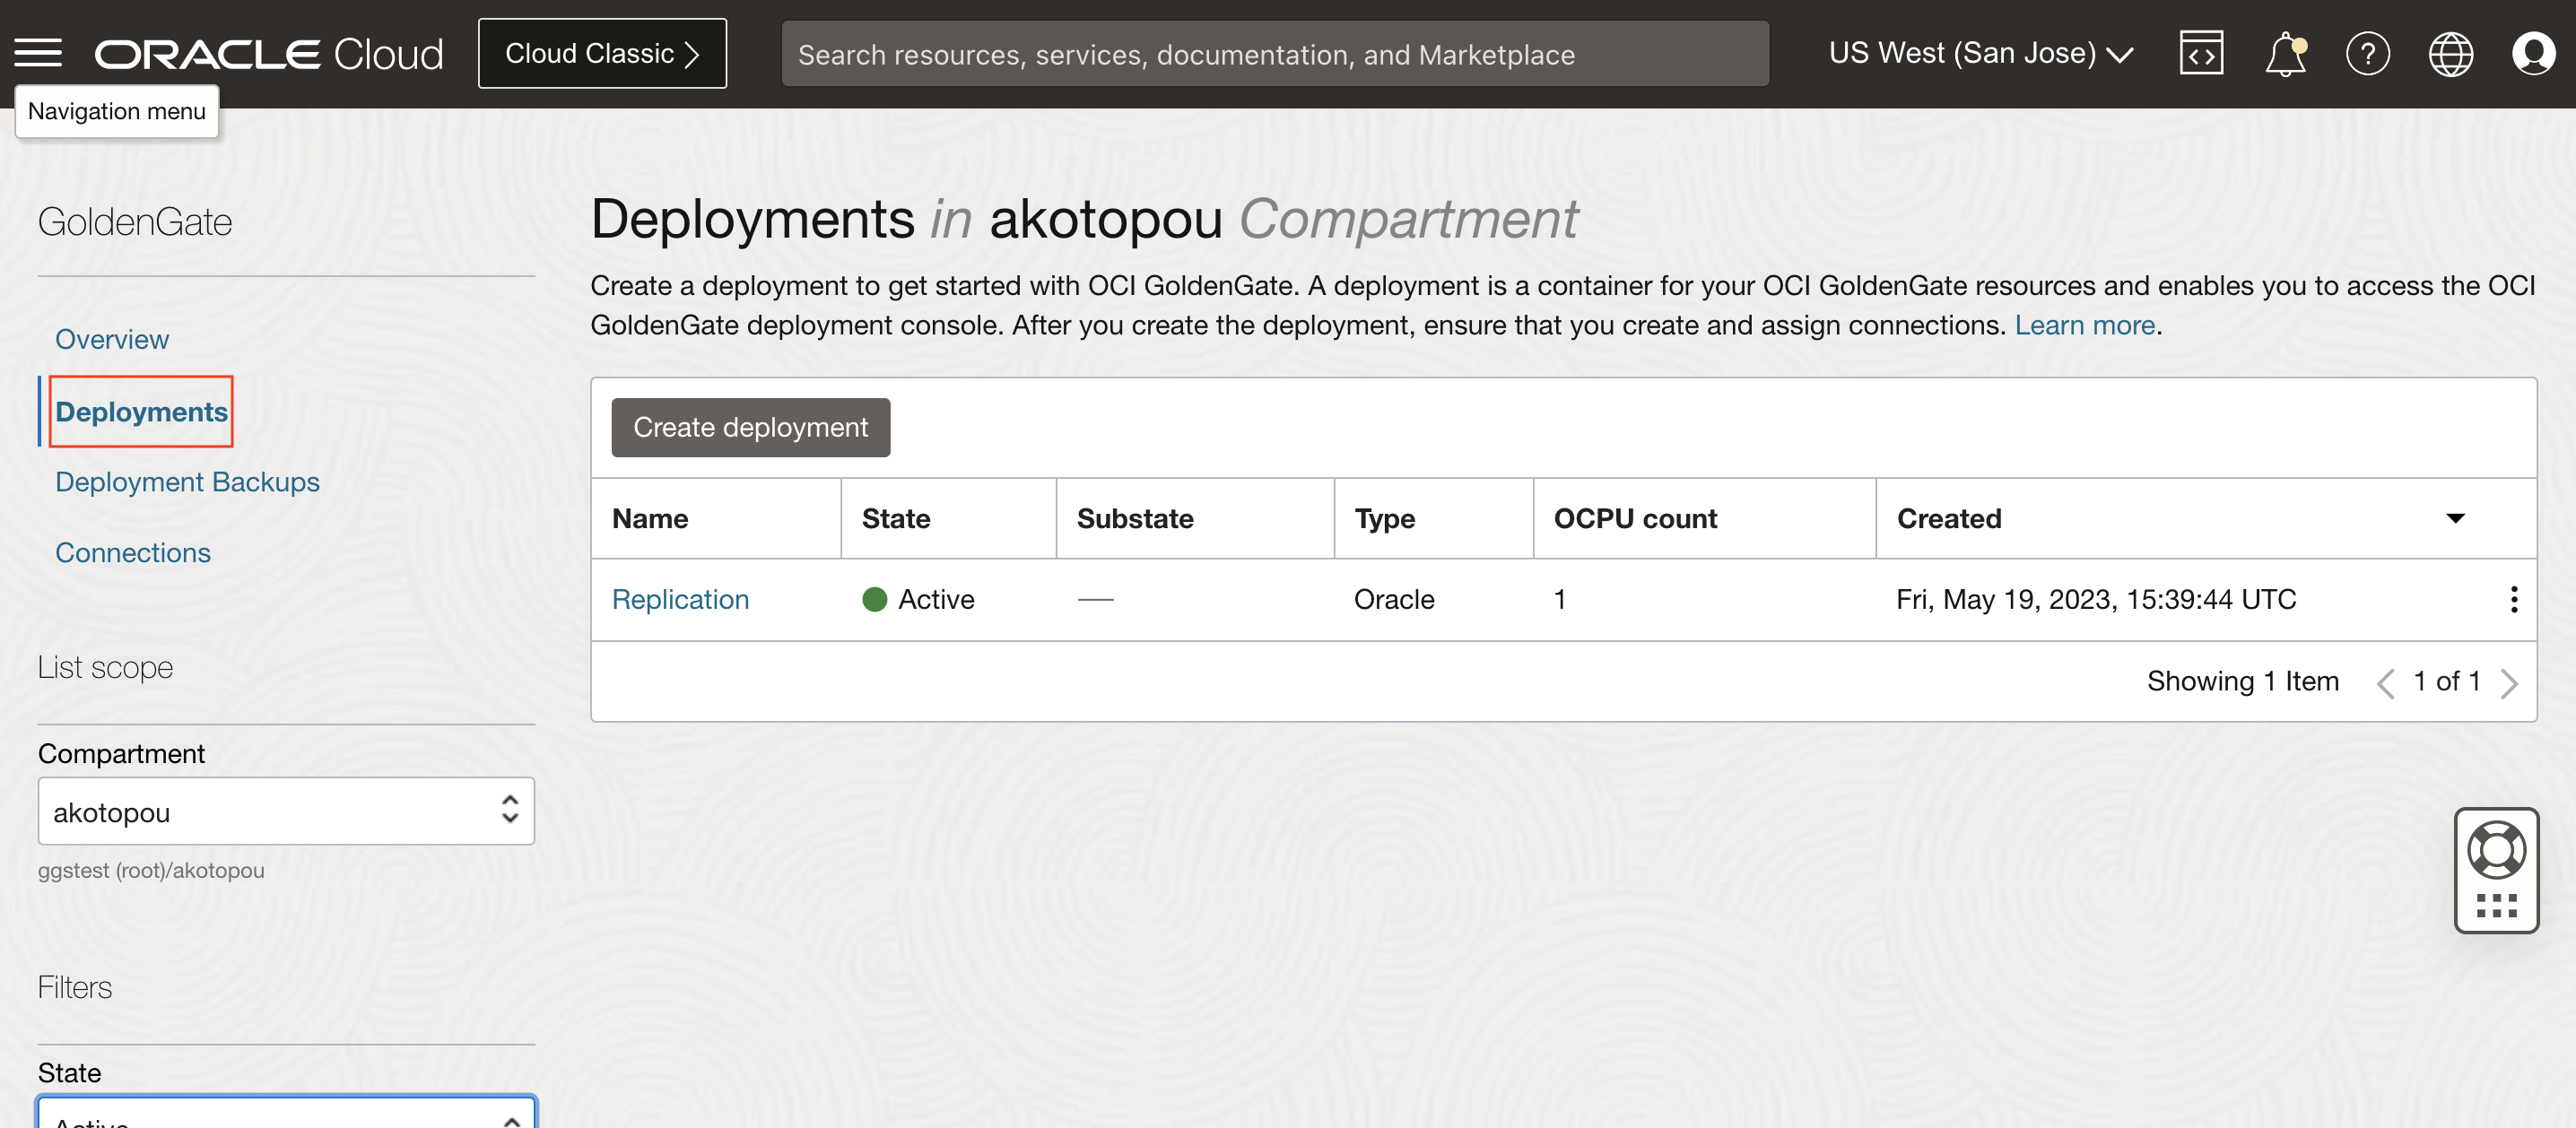 ORACLE Cloud
Cloud Classic
Search resources, services, documentation, and Marketplace
US West (San Jose)
Navigation menu
GoldenGate
Overview
Deployments
Deployment Backups
Connections
List scope
Compartment
akotopou
ggstest (root)/akotopou
Filters
State
Active
Deployments in akotopou Compartment
Create a deployment to get started with OCI GoldenGate. A deployment is a container for your OCI GoldenGate resources and enables you to access the OCI
GoldenGate deployment console. After you create the deployment, ensure that you create and assign connections. Learn more.
Create deployment
Name State Substate Type OCPU count Created
Replication Active — Oracle 1 Fri, May 19, 2023, 15:39:44 UTC
Showing 1 Item 1 of 1